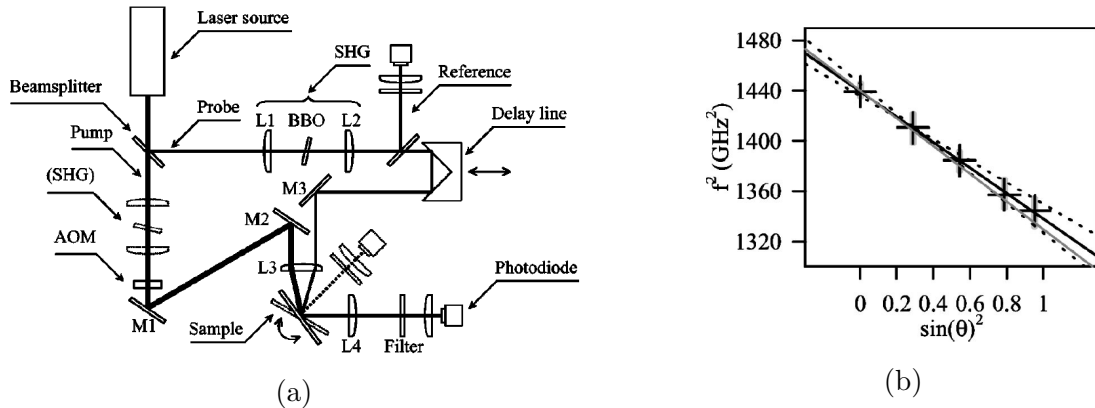 Laser source
SHG
Beamsplitter
Reference
Probe
L1 BBO L2
Delay line
Pump
(SHG)
M3
M2
AOM
L3
Photodiode
M1
Sample
L4
Filter
(a)
f² (GHz²)
1480
1440
1400
1360
1320
0 0.2 0.4 0.6 0.8 1
sin(θ)²
(b)